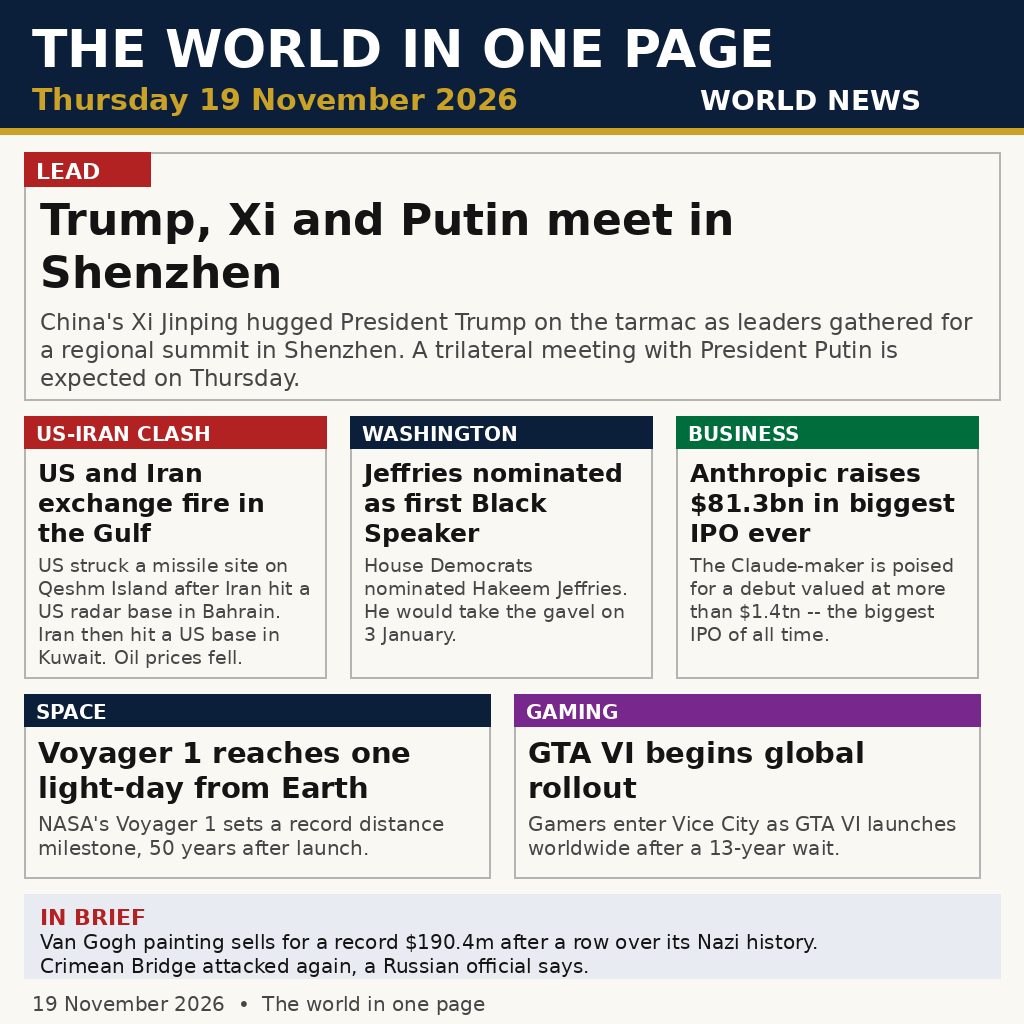 THE WORLD IN ONE PAGE
Thursday 19 November 2026
WORLD NEWS
LEAD
Trump, Xi and Putin meet in
Shenzhen
China's Xi Jinping hugged President Trump on the tarmac as leaders gathered for
a regional summit in Shenzhen. A trilateral meeting with President Putin is
expected on Thursday.
US-IRAN CLASH
US and Iran
exchange fire in
the Gulf
US struck a missile site on
Qeshm Island after Iran hit a
US radar base in Bahrain.
Iran then hit a US base in
Kuwait. Oil prices fell.
WASHINGTON
Jeffries nominated
as first Black
Speaker
House Democrats
nominated Hakeem Jeffries.
He would take the gavel on
3 January.
BUSINESS
Anthropic raises
$81.3bn in biggest
IPO ever
The Claude-maker is poised
for a debut valued at more
than $1.4tn -- the biggest
IPO of all time.
SPACE
Voyager 1 reaches one
light-day from Earth
NASA's Voyager 1 sets a record distance
milestone, 50 years after launch.
GAMING
GTA VI begins global
rollout
Gamers enter Vice City as GTA VI launches
worldwide after a 13-year wait.
IN BRIEF
Van Gogh painting sells for a record $190.4m after a row over its Nazi history.
Crimean Bridge attacked again, a Russian official says.
19 November 2026 • The world in one page